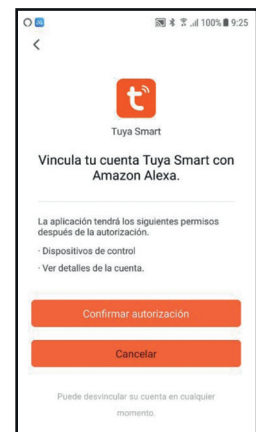 100% 9:25
Tuya Smart
Vincula tu cuenta Tuya Smart con
Amazon Alexa.
La aplicación tendrá los siguientes permisos
después de la autorización.
· Dispositivos de control
· Ver detalles de la cuenta.
Confirmar autorización
Cancelar
Puede desvincular su cuenta en cualquier
momento.